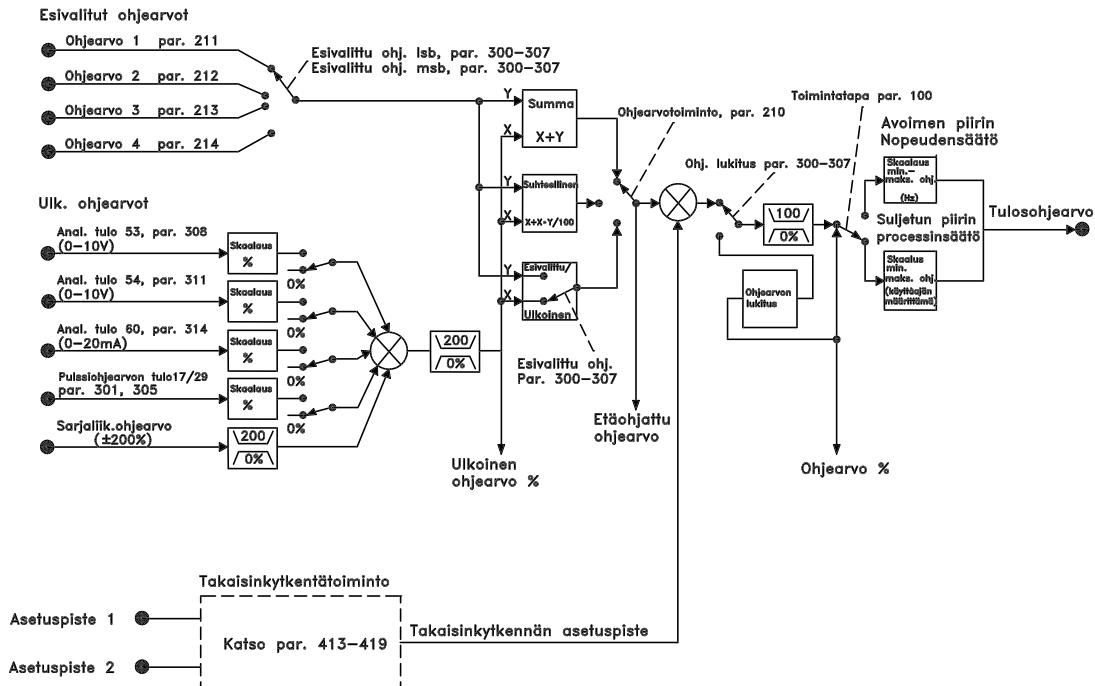 Esivalitut ohjearvot
Ohjearvo 1 par. 211
Ohjearvo 2 par. 212
Ohjearvo 3 par. 213
Ohjearvo 4 par. 214
Esivalittu ohj. lsb, par. 300-307
Esivalittu ohj. msb, par. 300-307
Y
Summa
X
X+Y
Y
Suhteellinen
X
X+X·Y/100
Y
Esivalittu/
X
Ulkoinen
Ohjearvotoiminto, par. 210
Toimintatapa par. 100
Ohj. lukitus par. 300-307
Avoimen piirin
Nopeudensäätö
Skaalaus
min.-
maks. ohj.
(Hz)
Suljetun piirin
processinsäätö
Skaalus
min.
maks. ohj.
(käyttäajän
määrittämä)
Tulosohjearvo
100
0%
Ohjearvon
lukitus
Ulk. ohjearvot
Anal. tulo 53, par. 308
(0-10V)
Skaalaus
%
0%
Anal. tulo 54, par. 311
(0-10V)
Skaalaus
%
0%
Anal. tulo 60, par. 314
(0-20mA)
Skaalaus
%
0%
Pulssiohjearvon tulo17/29
par. 301, 305
Skaalaus
%
0%
Sarjaliik.ohjearvo
(±200%)
200
0%
200
0%
Esivalittu ohj.
Par. 300-307
Etäohjattu
ohjearvo
Ulkoinen
ohjearvo %
Ohjearvo %
Takaisinkytkentätoiminto
Asetuspiste 1
Katso par. 413-419
Takaisinkytkennän asetuspiste
Asetuspiste 2